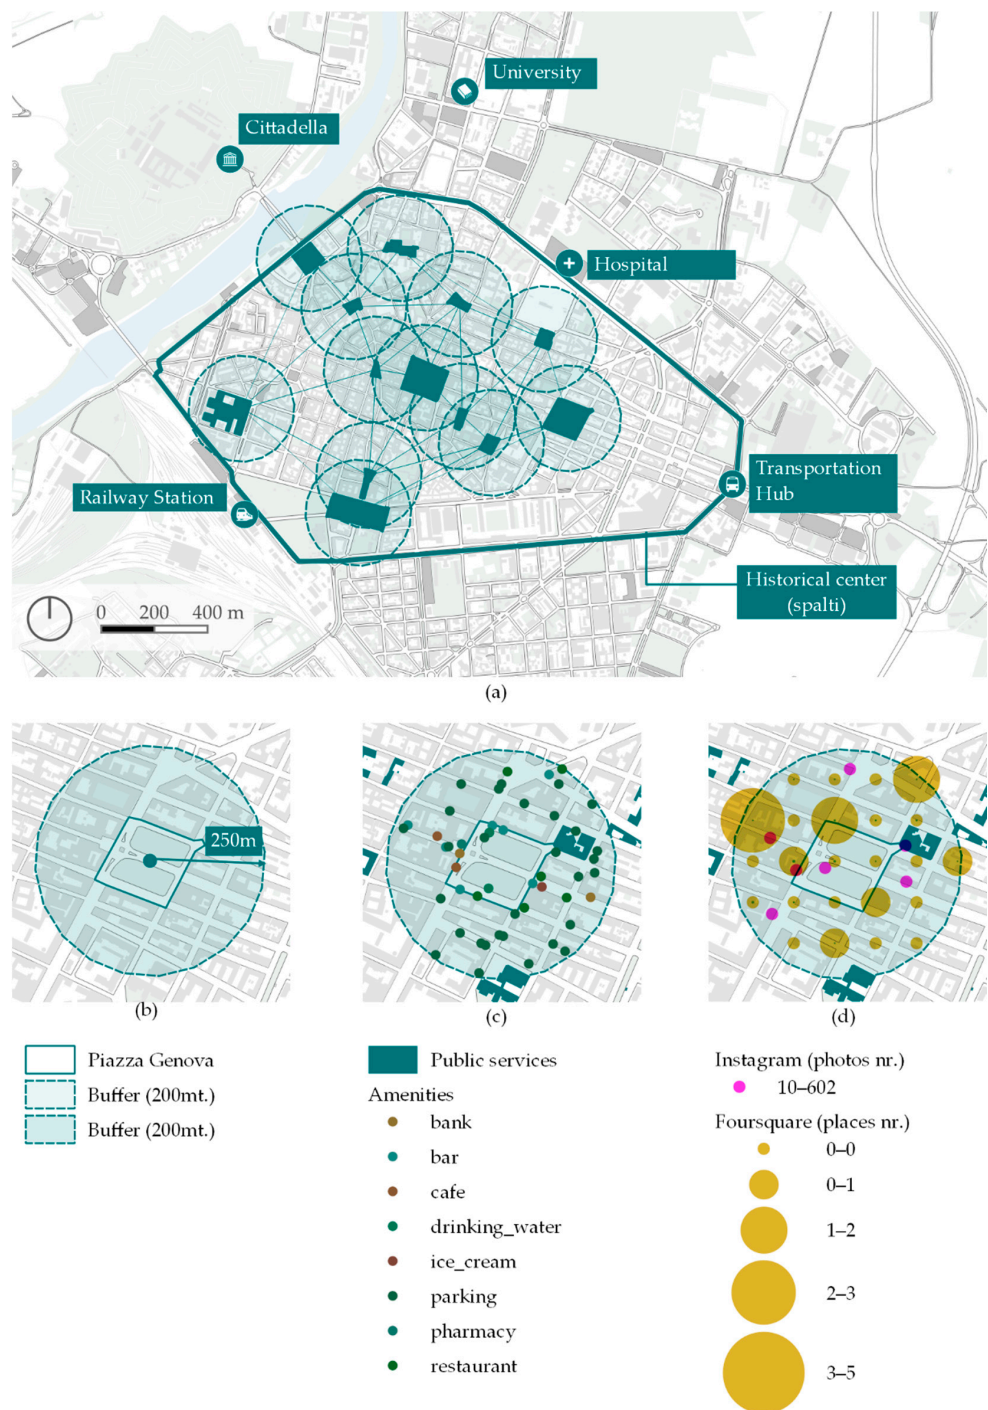 University
Cittadella
Hospital
Railway Station
Transportation
Hub
Historical center
(spalti)
0 200 400 m
(a)
250m
(b)
(c)
(d)
Piazza Genova
Buffer (200mt.)
Buffer (200mt.)
Public services
Amenities
bank
bar
cafe
drinking_water
ice_cream
parking
pharmacy
restaurant
Instagram (photos nr.)
10–602
Foursquare (places nr.)
0–0
0–1
1–2
2–3
3–5